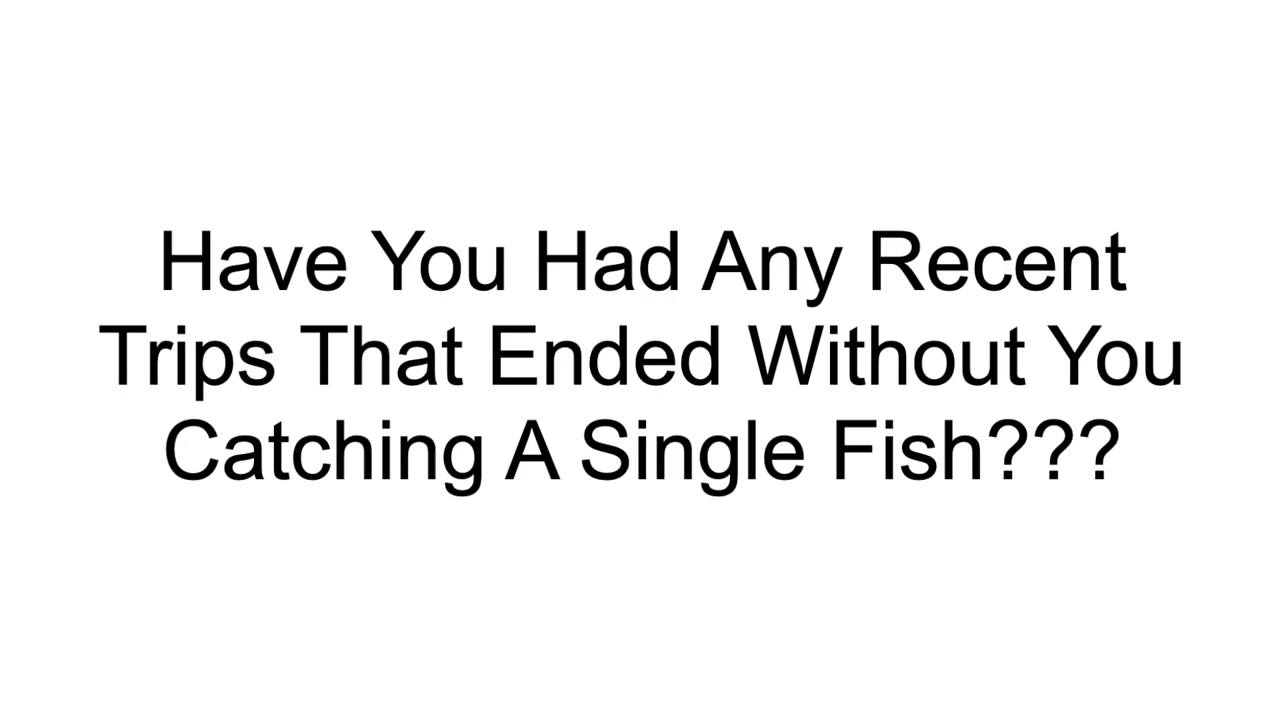 Have You Had Any Recent
Trips That Ended Without You
Catching A Single Fish???